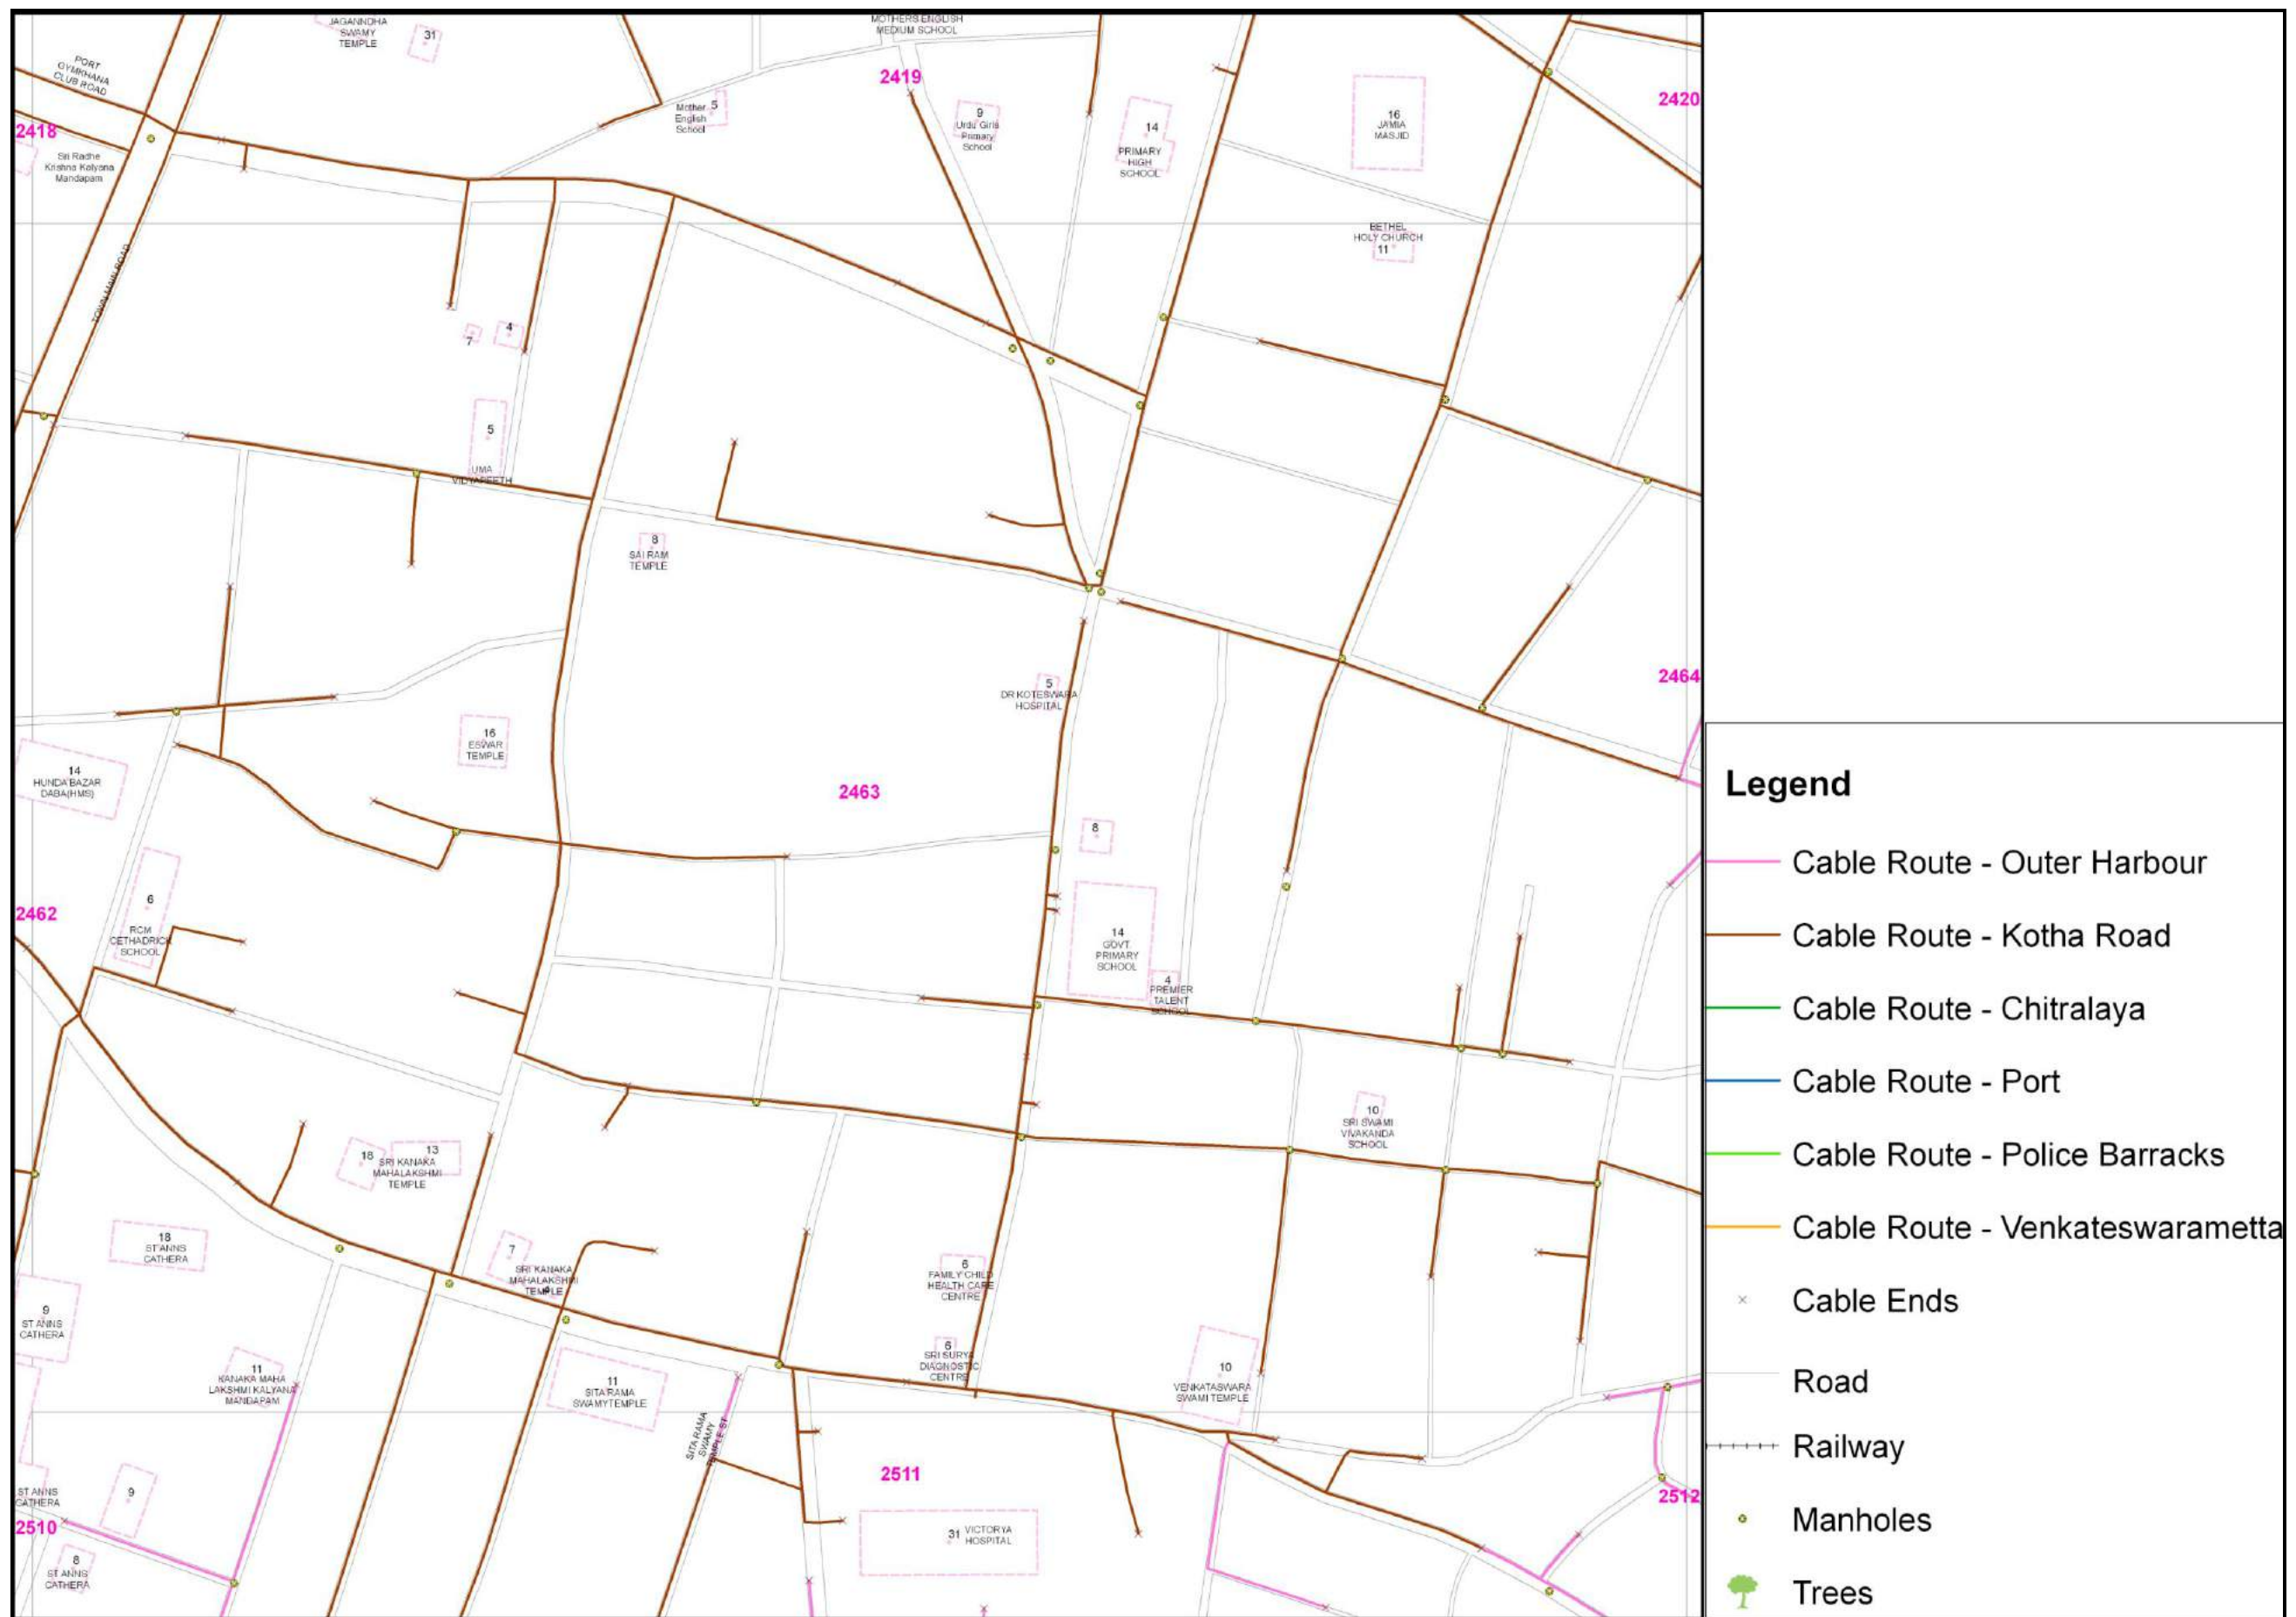 JAGANNDHA
SWAMY
TEMPLE
31
MOTHERS ENGLISH
MEDIUM SCHOOL
PORT
GYMKHANA
CLUB ROAD
2419
2420
Mother
English
School
5
9
Urdu Girls
Primary
School
14
PRIMARY
HIGH
SCHOOL
16
JAMIA
MASJID
2418
Sri Radhe
Krishna Kalyana
Mandapam
TOWN MAIN ROAD
BETHEL
HOLY CHURCH
11
4
7
5
UMA
VIDYAPEETH
8
SAI RAM
TEMPLE
5
DR KOTESWARA
HOSPITAL
2464
16
ESWAR
TEMPLE
14
HUNDA BAZAR
DABA(HMS)
2463
8
6
RCM
CETHADRICK
SCHOOL
2462
14
GOVT.
PRIMARY
SCHOOL
4
PREMIER
TALENT
SCHOOL
10
SRI SWAMI
VIVAKANDA
SCHOOL
18
13
SRI KANAKA
MAHALAKSHMI
TEMPLE
18
ST ANNS
CATHERA
7
SRI KANAKA
MAHALAKSHMI
TEMPLE
6
FAMILY CHILD
HEALTH CARE
CENTRE
9
ST ANNS
CATHERA
6
SRI SURYA
DIAGNOSTIC
CENTRE
11
KANAKA MAHA
LAKSHMI KALYANA
MANDAPAM
11
SITA RAMA
SWAMYTEMPLE
10
VENKATASWARA
SWAMI TEMPLE
SITA RAMA
SWAMY
TEMPLE ST
2511
9
ST ANNS
CATHERA
2512
2510
31
VICTORYA
HOSPITAL
8
ST ANNS
CATHERA
Legend
Cable Route - Outer Harbour
Cable Route - Kotha Road
Cable Route - Chitralaya
Cable Route - Port
Cable Route - Police Barracks
Cable Route - Venkateswarametta
Cable Ends
Road
Railway
Manholes
Trees